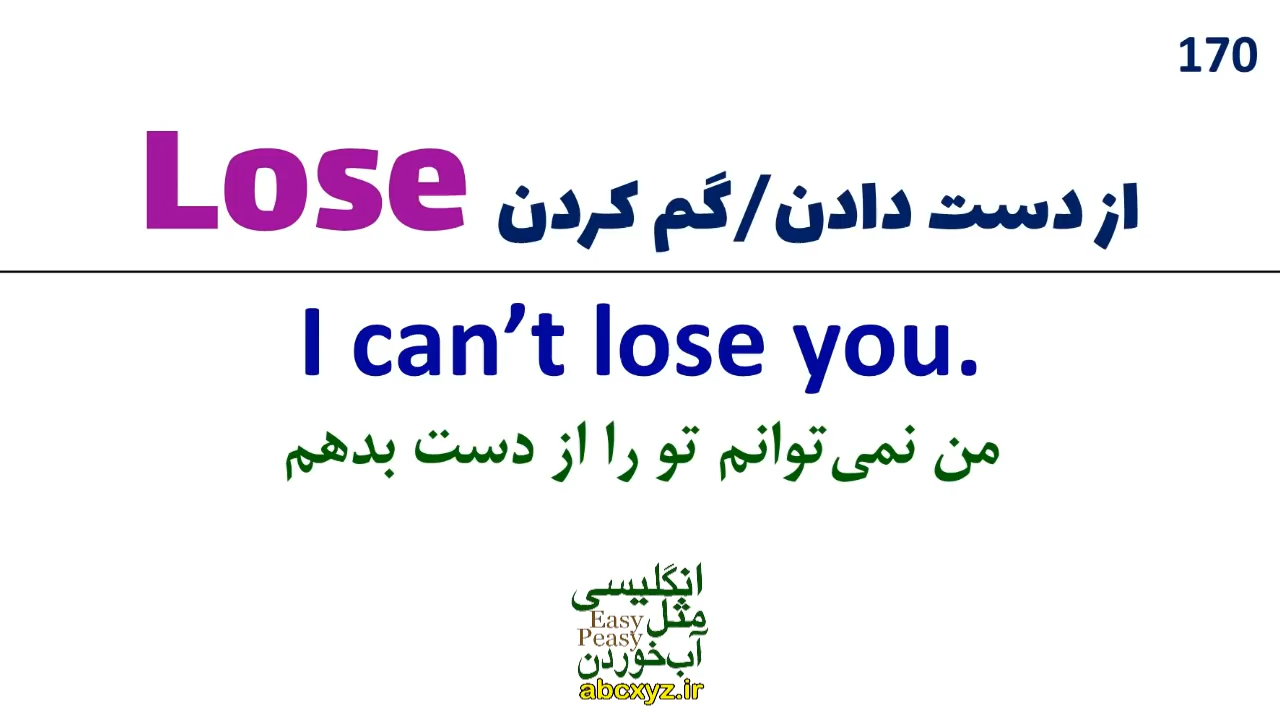 170
Lose از دست دادن/گم کردن
I can’t lose you.
من نمی‌توانم تو را از دست بدهم
انگلیسی
مثل Easy
Peasy
آب‌خوردن
abcxyz.ir